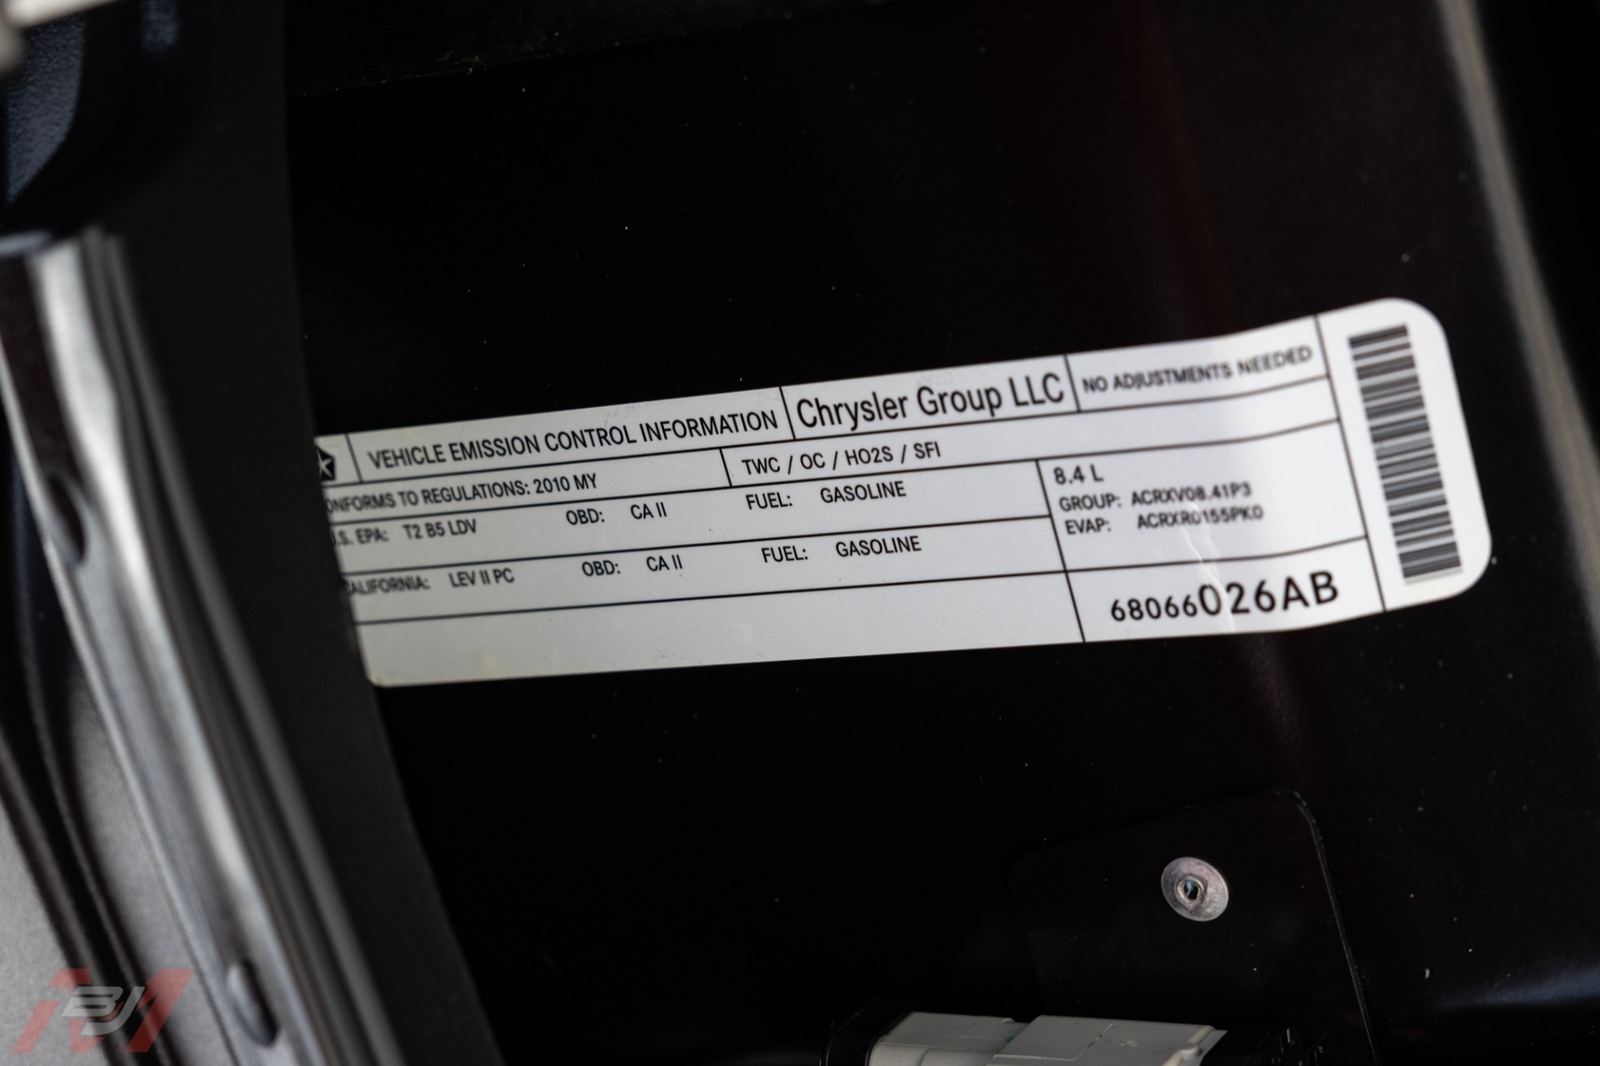 VEHICLE EMISSION CONTROL INFORMATION Chrysler Group LLC NO ADJUSTMENTS NEEDED
ONFORMS TO REGULATIONS: 2010 MY TWC / OC / HO2S / SFI
.S. EPA: T2 B5 LDV OBD: CA II FUEL: GASOLINE 8.4 L
GROUP: ACRXV08.41P3
EVAP: ACRXR0155PK0
CALIFORNIA: LEV II PC OBD: CA II FUEL: GASOLINE
68066026AB